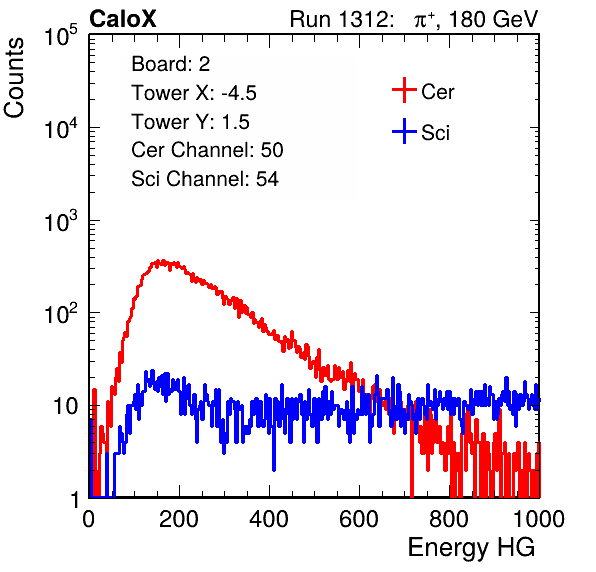 CaloX Run 1312: π⁺, 180 GeV
Board: 2
Tower X: -4.5
Tower Y: 1.5
Cer Channel: 50
Sci Channel: 54
Cer
Sci
Counts
10⁵
10⁴
10³
10²
10
1
0 200 400 600 800 1000
Energy HG